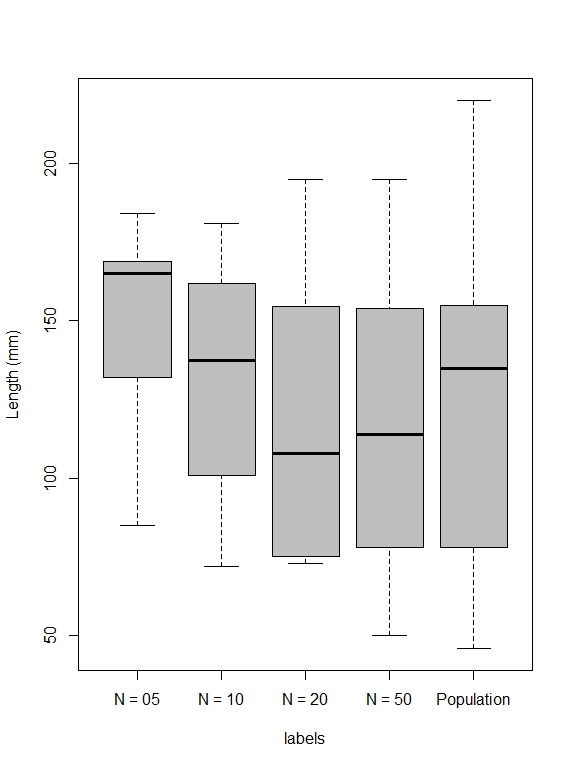 Length (mm)
200
150
100
50
N = 05 N = 10 N = 20 N = 50 Population
labels